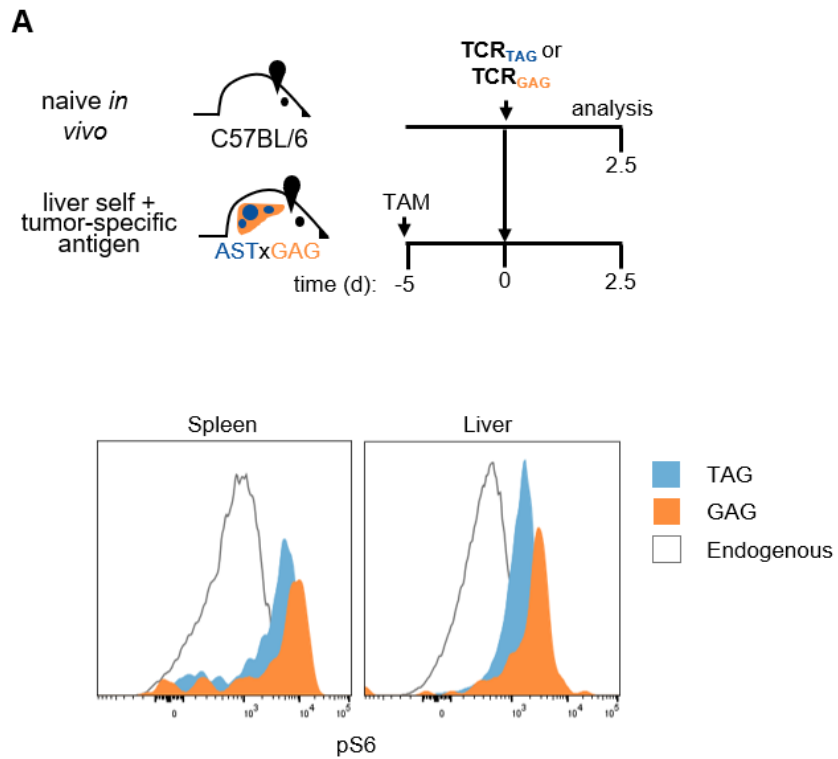 A
naive in
vivo
C57BL/6
TCRTAG or
TCRGAG
analysis
2.5
liver self +
tumor-specific
antigen
ASTxGAG
TAM
time (d): -5 0 2.5
Spleen
Liver
0 10³ 10⁴ 10⁵
0 10³ 10⁴ 10⁵
pS6
TAG
GAG
Endogenous